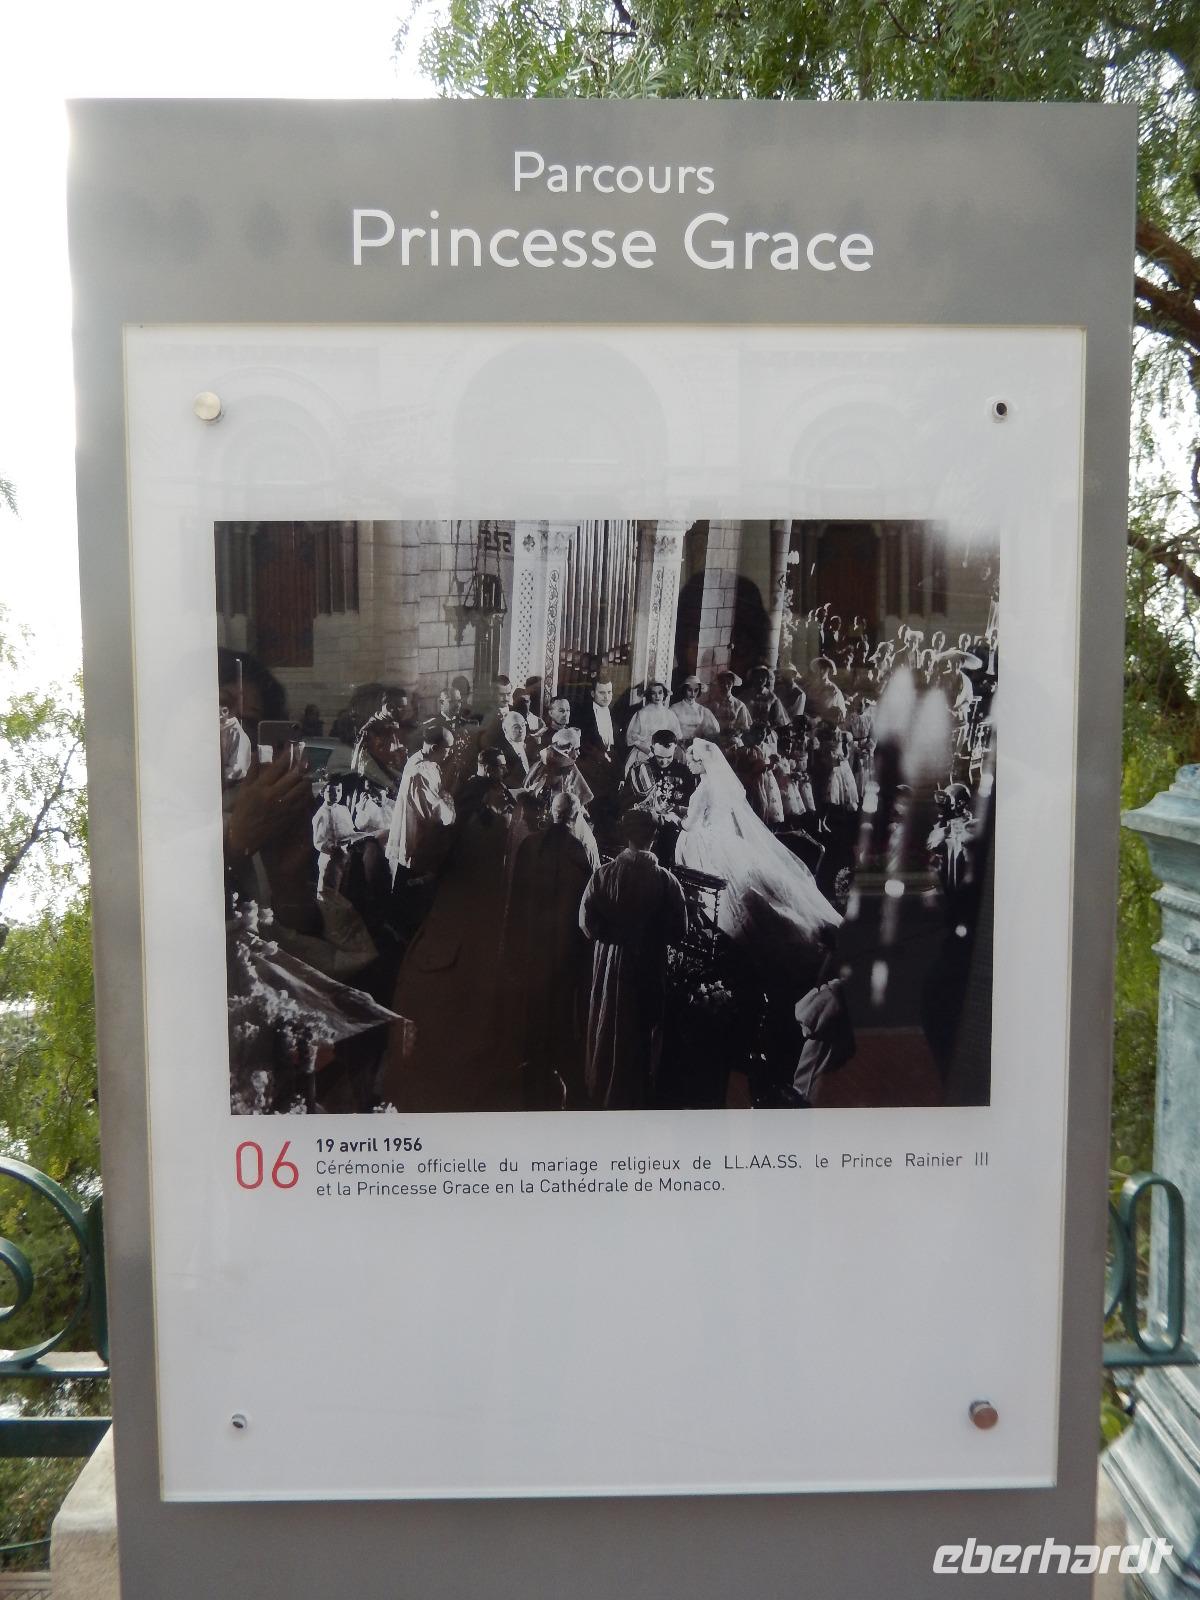 Parcours
Princesse Grace
06
19 avril 1956
Cérémonie officielle du mariage religieux de LL.AA.SS. le Prince Rainier III
et la Princesse Grace en la Cathédrale de Monaco.
eberhardt